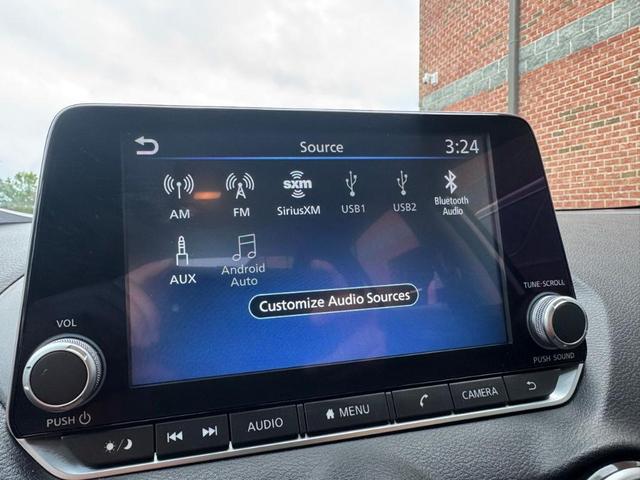 Source
3:24
AM
FM
sxm
SiriusXM
USB1
USB2
Bluetooth
Audio
AUX
Android
Auto
Customize Audio Sources
VOL
PUSH
TUNE·SCROLL
PUSH SOUND
AUDIO
MENU
CAMERA